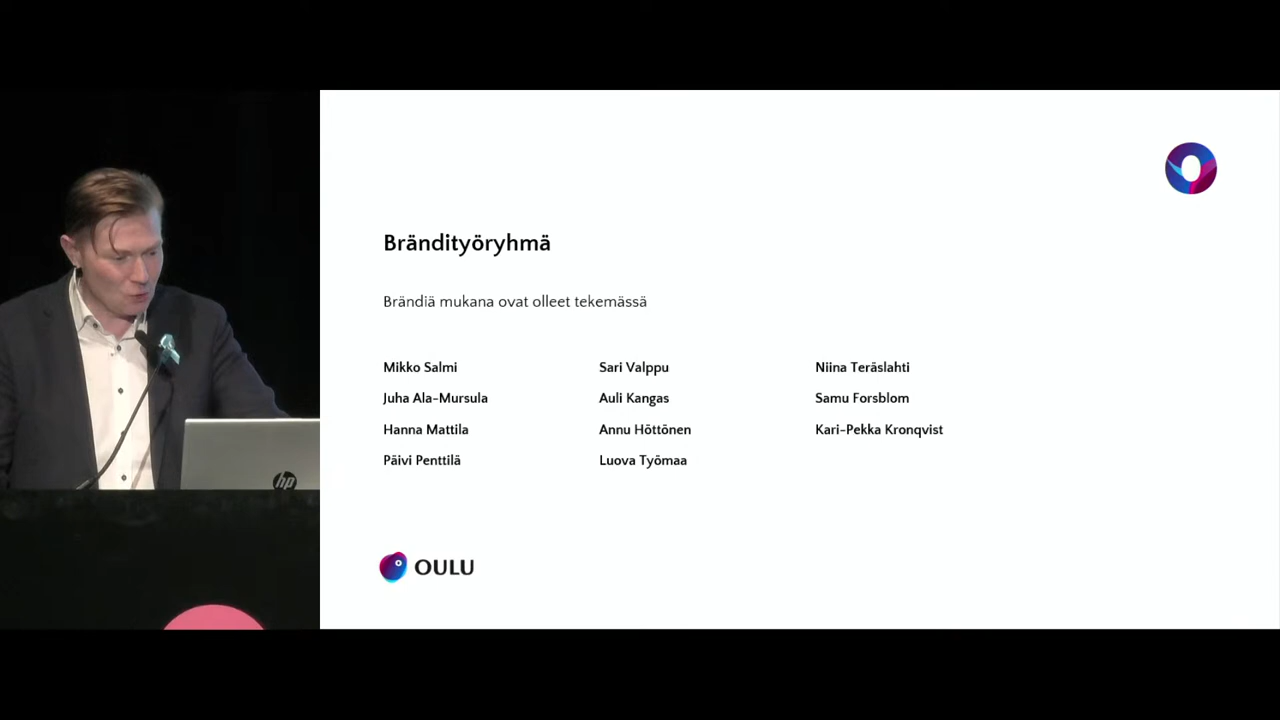 Brändityöryhmä
Brändiä mukana ovat olleet tekemässä
Mikko Salmi
Juha Ala-Mursula
Hanna Mattila
Päivi Penttilä
Sari Valppu
Auli Kangas
Annu Höttönen
Luova Työmaa
Niina Teräslahti
Samu Forsblom
Kari-Pekka Kronqvist
OULU
hp